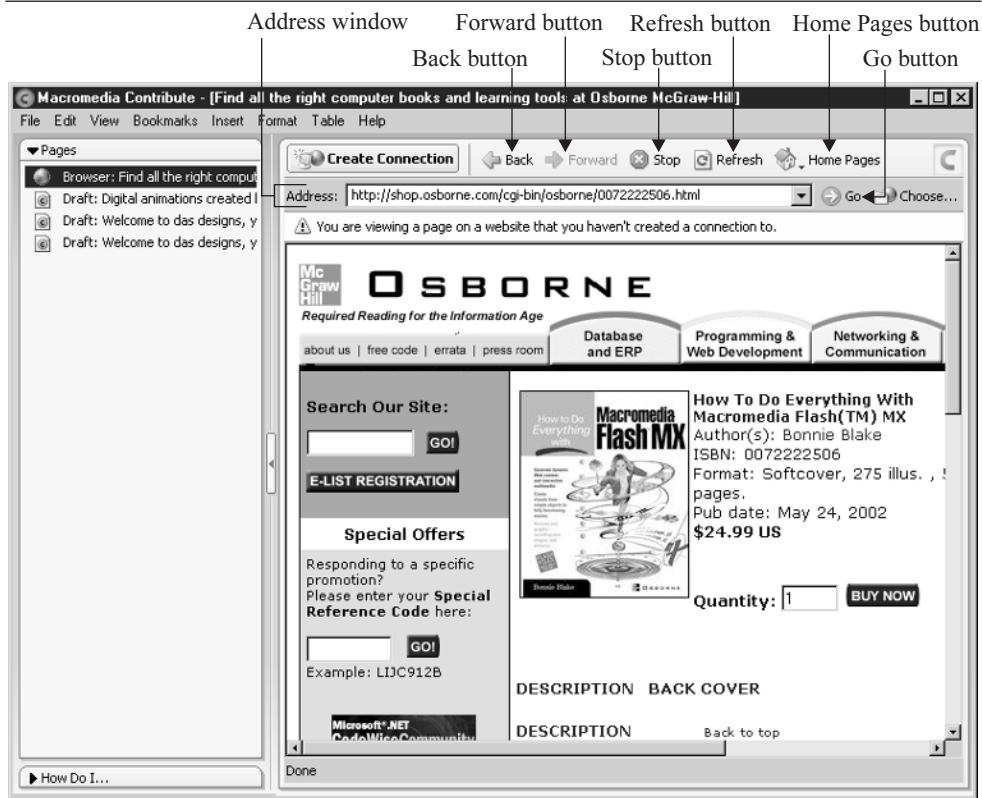 Address window Forward button Refresh button Home Pages button
Back button Stop button Go button
Macromedia Contribute - [Find all the right computer books and learning tools at Osborne McGraw-Hill]
File Edit View Bookmarks Insert Format Table Help
Pages
Browser: Find all the right comput
Draft: Digital animations created l
Draft: Welcome to das designs, y
Draft: Welcome to das designs, y
Create Connection Back Forward Stop Refresh Home Pages
Address: http://shop.osborne.com/cgi-bin/osborne/0072222506.html Go Choose...
You are viewing a page on a website that you haven't created a connection to.
Mc
Graw
Hill
OSBORNE
Required Reading for the Information Age
about us | free code | errata | press room
Database
and ERP
Programming &
Web Development
Networking &
Communication
Search Our Site:
GO!
E-LIST REGISTRATION
Special Offers
Responding to a specific
promotion?
Please enter your Special
Reference Code here:
GO!
Example: LIJC912B
Microsoft .NET
CodeWiseCommunity
How to Do
Everything
with
Macromedia
Flash MX
Bonnie Blake
OSBORNE
How To Do Everything With
Macromedia Flash(TM) MX
Author(s): Bonnie Blake
ISBN: 0072222506
Format: Softcover, 275 illus. ,
pages.
Pub date: May 24, 2002
$24.99 US
Quantity: 1 BUY NOW
DESCRIPTION BACK COVER
DESCRIPTION Back to top
How Do I...
Done